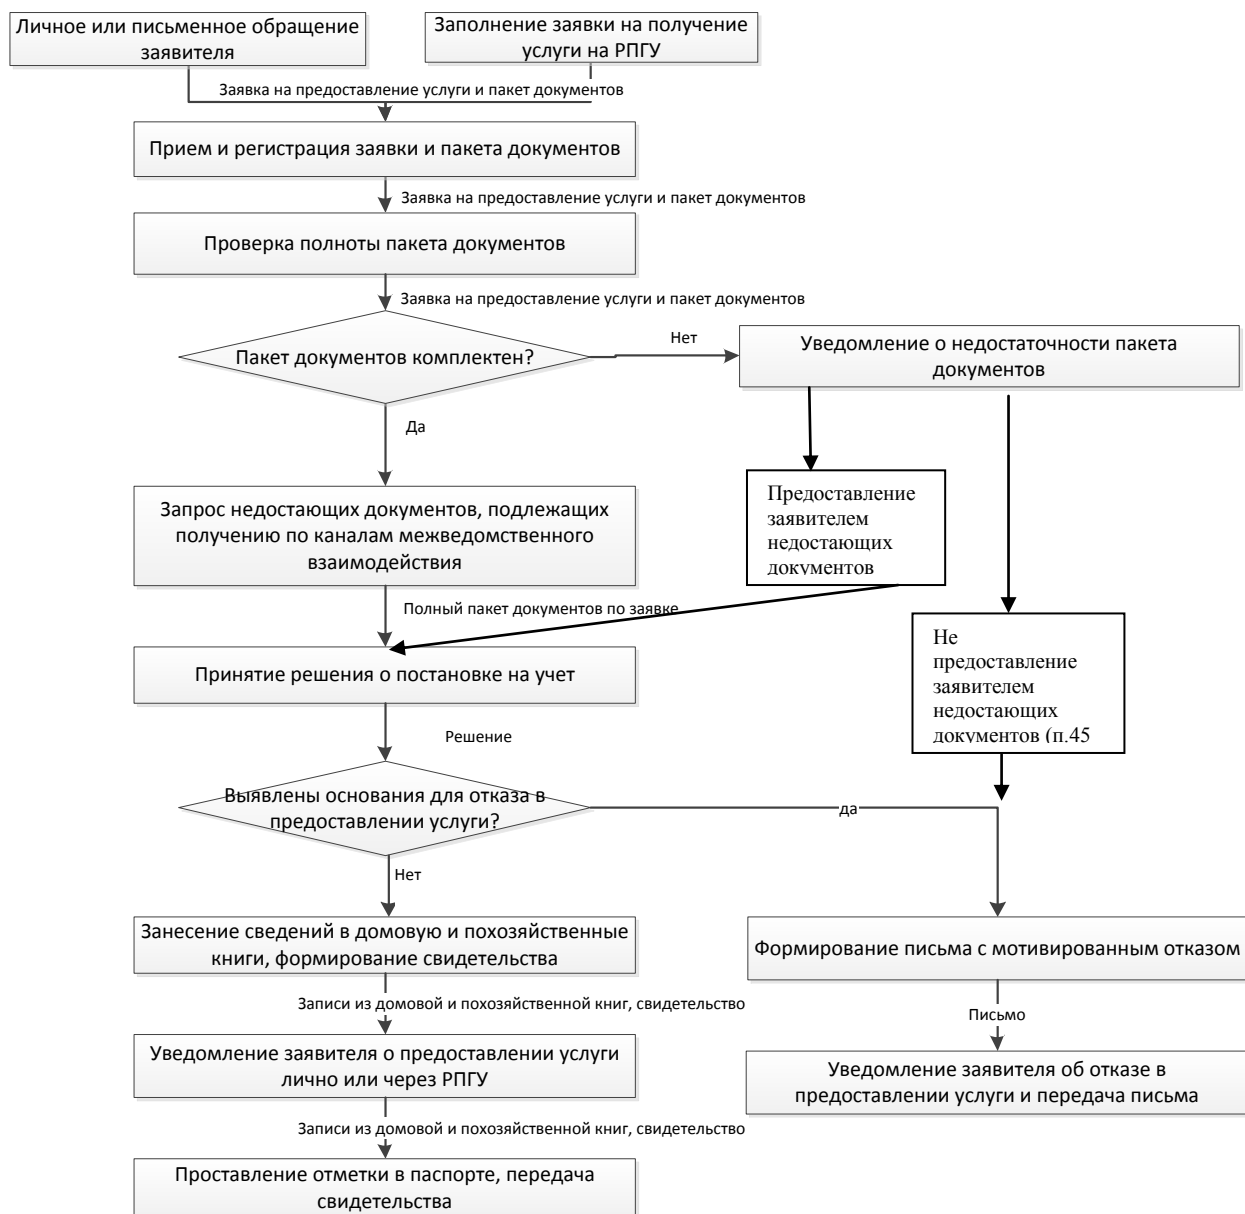 Личное или письменное обращение
заявителя
Заполнение заявки на получение
услуги на РПГУ
Заявка на предоставление услуги и пакет документов
Прием и регистрация заявки и пакета документов
Заявка на предоставление услуги и пакет документов
Проверка полноты пакета документов
Заявка на предоставление услуги и пакет документов
Пакет документов комплектен?
Нет
Уведомление о недостаточности пакета
документов
Да
Запрос недостающих документов, подлежащих
получению по каналам межведомственного
взаимодействия
Предоставление
заявителем
недостающих
документов
Полный пакет документов по заявке
Принятие решения о постановке на учет
Не
предоставление
заявителем
недостающих
документов (п.45
Решение
Выявлены основания для отказа в
предоставлении услуги?
да
Нет
Занесение сведений в домовую и похозяйственные
книги, формирование свидетельства
Формирование письма с мотивированным отказом
Записи из домовой и похозяйственной книг, свидетельство
Письмо
Уведомление заявителя о предоставлении услуги
лично или через РПГУ
Уведомление заявителя об отказе в
предоставлении услуги и передача письма
Записи из домовой и похозяйственной книг, свидетельство
Проставление отметки в паспорте, передача
свидетельства